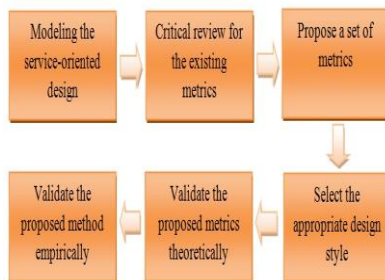 Modeling the
service-oriented
design
Critical review for
the existing
metrics
Propose a set of
metrics
Select the
appropriate design
style
Validate the
proposed metrics
theoretically
Validate the
proposed method
empirically